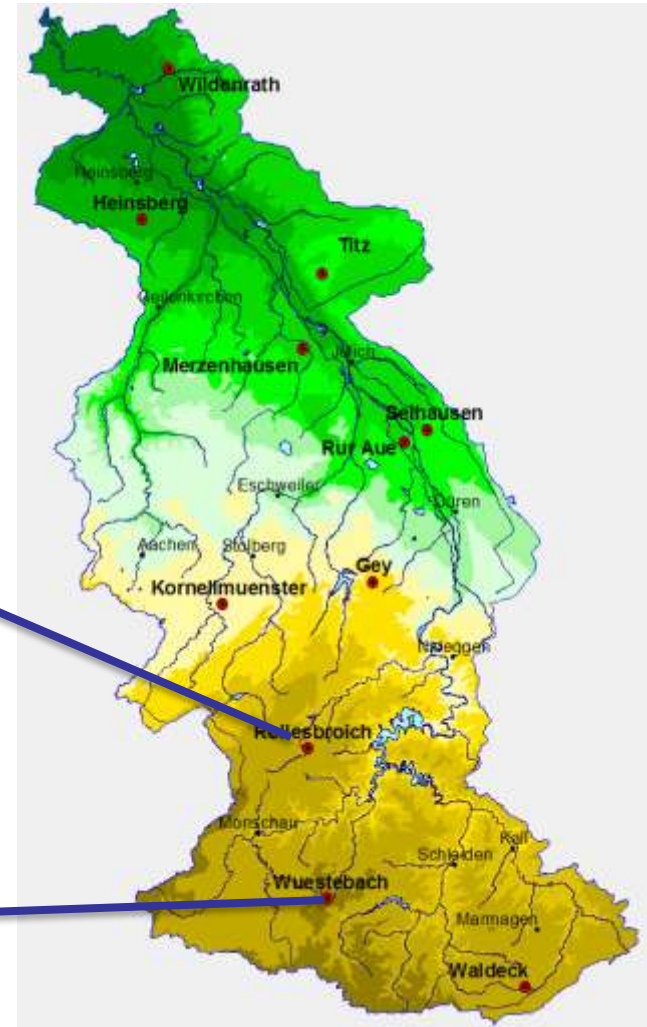 Wildenrath
Heinsberg
Heinsberg
Titz
Geilenkirchen
Merzenhausen
Jülich
Selhausen
Rur Aue
Eschweiler
Düren
Aachen
Stolberg
Gey
Kornelimuenster
Nideggen
Rollesbroich
Monschau
Kall
Schleiden
Wuestebach
Marmagen
Waldeck